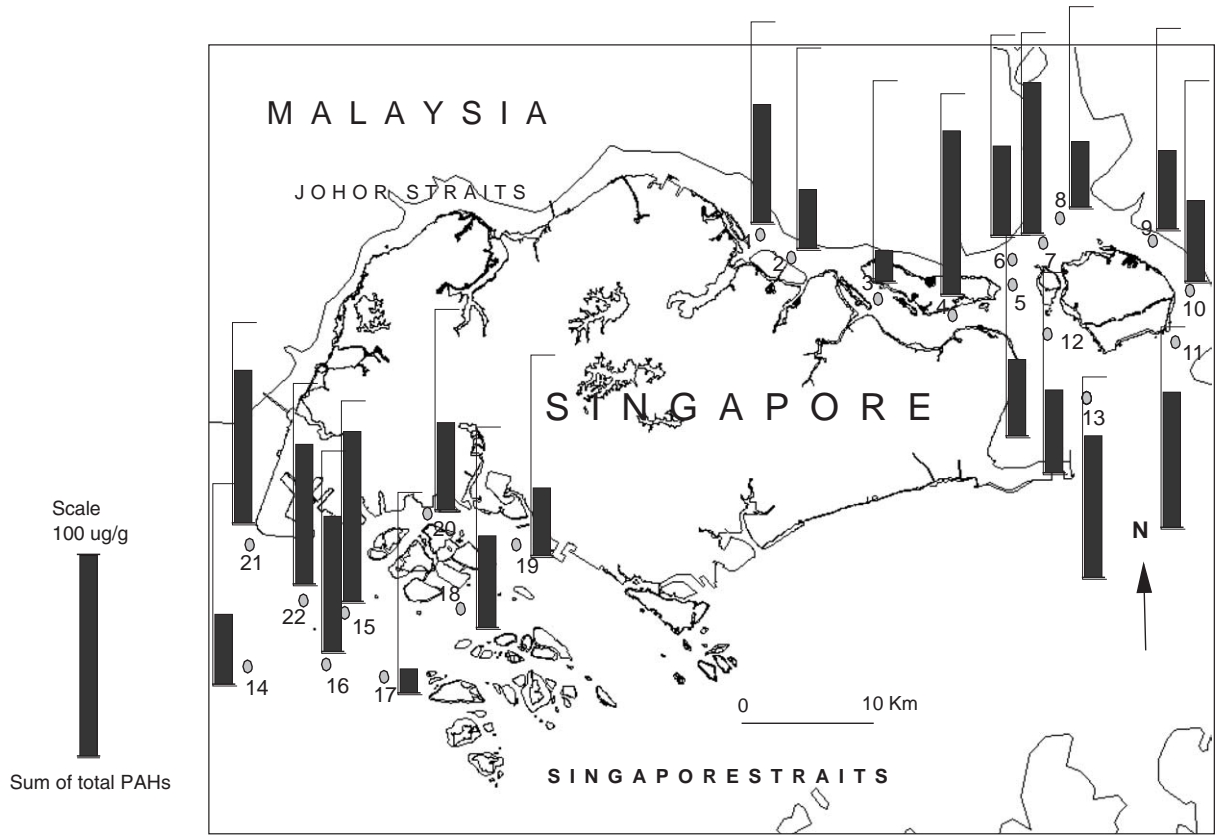 MALAYSIA
JOHOR STRAITS
8
1
2
9
6
7
3
4
5
10
12
11
SINGAPORE
13
Scale
100 ug/g
N
20
21
19
18
22
15
14
16
17
0 10 Km
Sum of total PAHs
SINGAPORESTRAITS